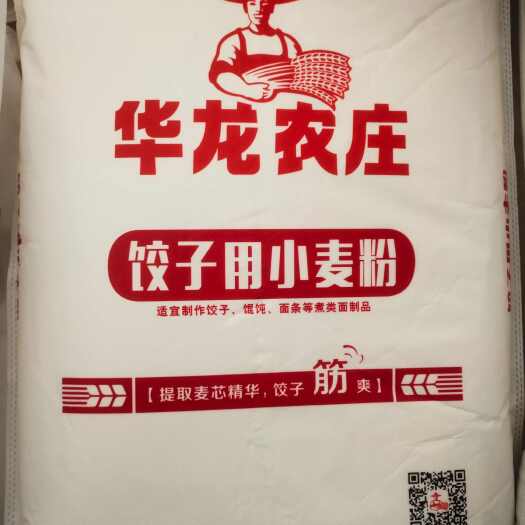 华龙农庄
饺子用小麦粉
适宜制作饺子、馄饨、面条等煮类面制品
【提取麦芯精华,饺子筋爽】